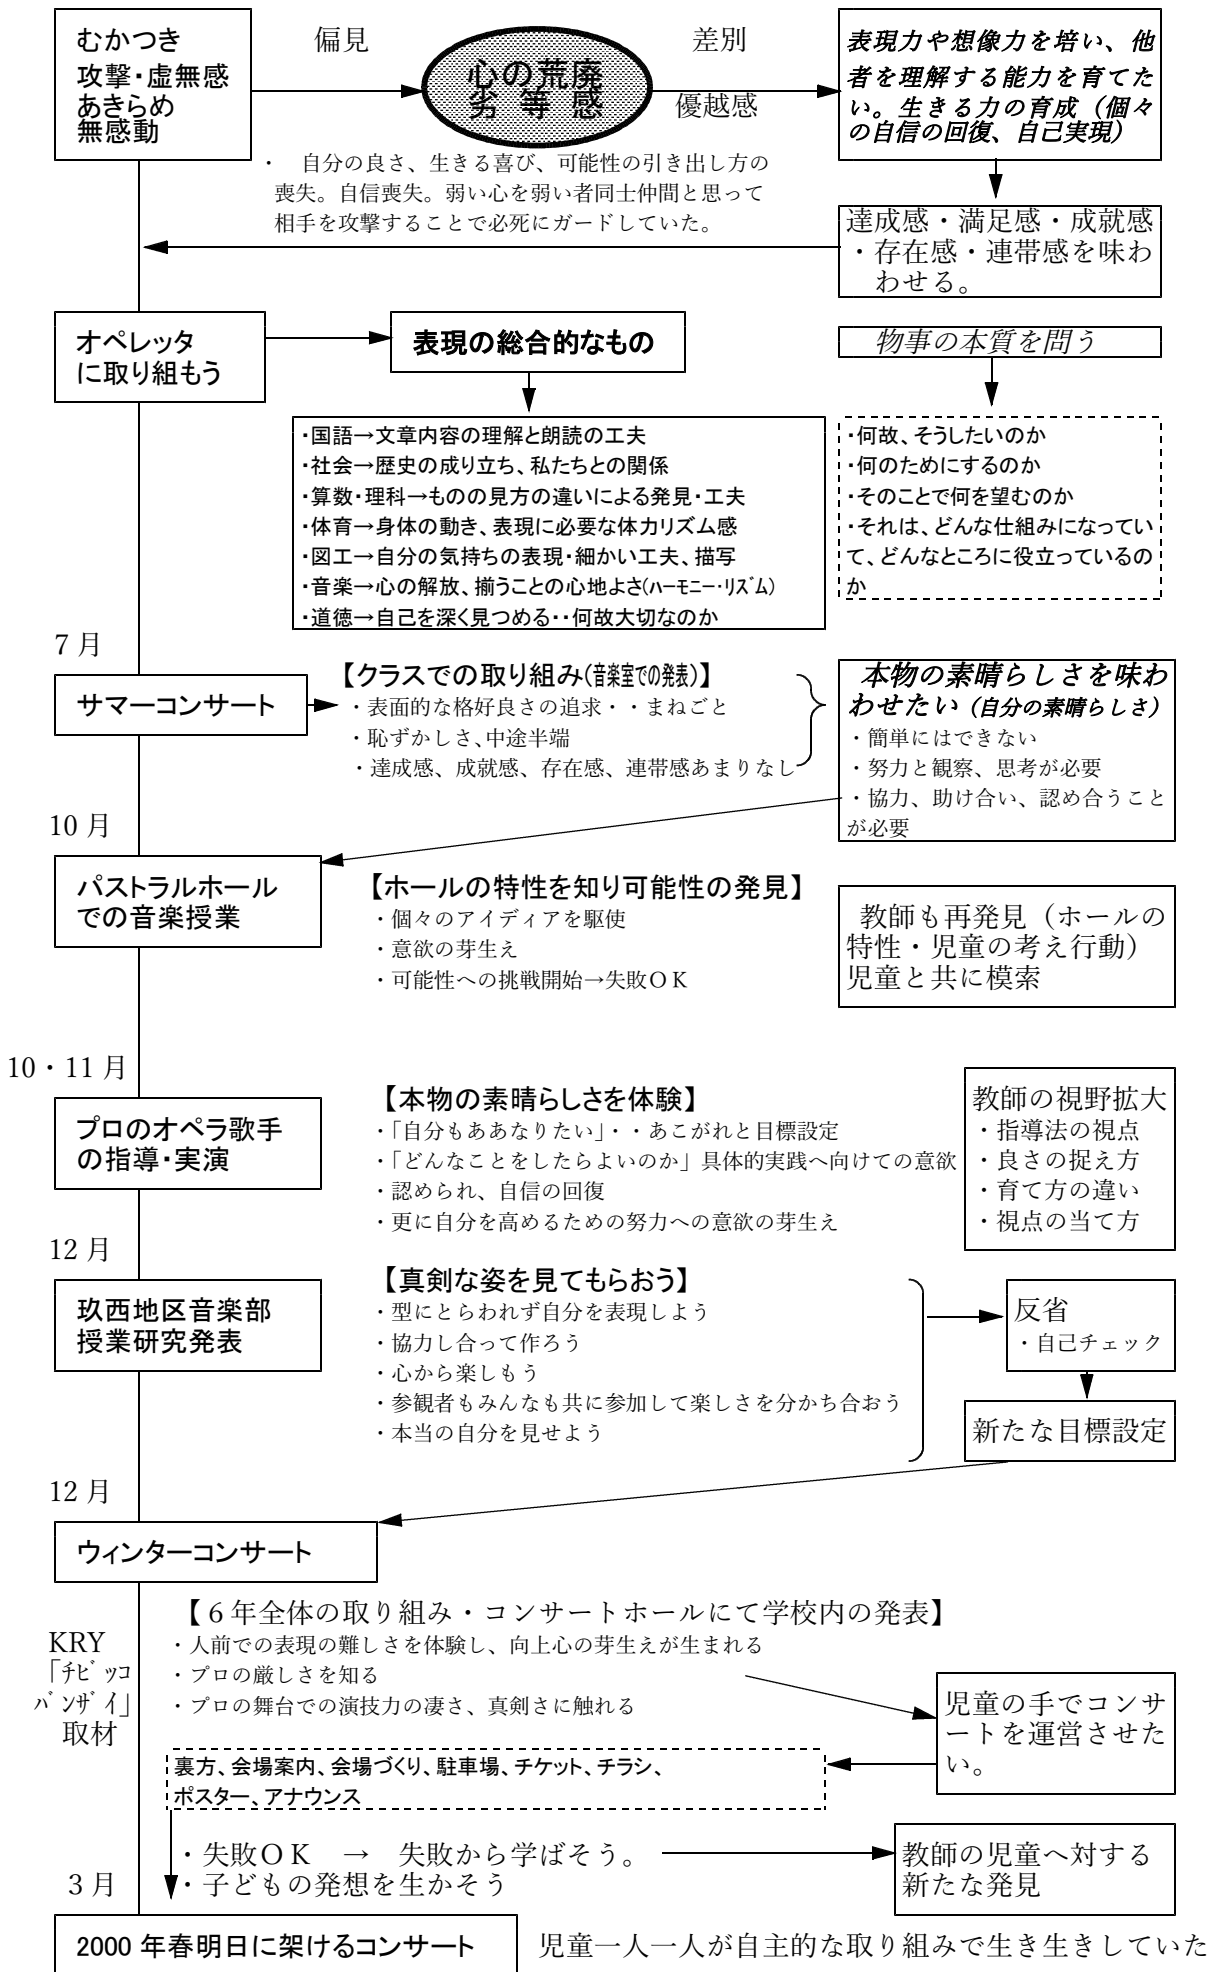 むかつき
攻撃・虚無感
あきらめ
無感動
偏見
心の荒廃
劣等感
差別
優越感
表現力や想像力を培い、他
者を理解する能力を育てた
い。生きる力の育成（個々
の自信の回復、自己実現）
・　自分の良さ、生きる喜び、可能性の引き出し方の
喪失。自信喪失。弱い心を弱い者同士仲間と思って
相手を攻撃することで必死にガードしていた。
達成感・満足感・成就感
・存在感・連帯感を味わ
わせる。
オペレッタ
に取り組もう
表現の総合的なもの
物事の本質を問う
・国語→文章内容の理解と朗読の工夫
・社会→歴史の成り立ち、私たちとの関係
・算数・理科→ものの見方の違いによる発見・工夫
・体育→身体の動き、表現に必要な体力リズム感
・図工→自分の気持ちの表現・細かい工夫、描写
・音楽→心の解放、揃うことの心地よさ(ﾊｰﾓﾆｰ・ﾘｽﾞﾑ)
・道徳→自己を深く見つめる・・何故大切なのか
・何故、そうしたいのか
・何のためにするのか
・そのことで何を望むのか
・それは、どんな仕組みになってい
て、どんなところに役立っているの
か
7 月
サマーコンサート
【クラスでの取り組み(音楽室での発表)】
・表面的な格好良さの追求・・まねごと
・恥ずかしさ､中途半端
・達成感、成就感、存在感、連帯感あまりなし
本物の素晴らしさを味わ
わせたい（自分の素晴らしさ）
・簡単にはできない
・努力と観察、思考が必要
・協力、助け合い、認め合うこと
が必要
10 月
パストラルホール
での音楽授業
【ホールの特性を知り可能性の発見】
・個々のアイディアを駆使
・意欲の芽生え
・可能性への挑戦開始→失敗ＯＫ
教師も再発見（ホールの
特性・児童の考え行動）
児童と共に模索
10・11 月
プロのオペラ歌手
の指導・実演
【本物の素晴らしさを体験】
・「自分もああなりたい」・・あこがれと目標設定
・「どんなことをしたらよいのか」具体的実践へ向けての意欲
・認められ、自信の回復
・更に自分を高めるための努力への意欲の芽生え
教師の視野拡大
・指導法の視点
・良さの捉え方
・育て方の違い
・視点の当て方
12 月
玖西地区音楽部
授業研究発表
【真剣な姿を見てもらおう】
・型にとらわれず自分を表現しよう
・協力し合って作ろう
・心から楽しもう
・参観者もみんなも共に参加して楽しさを分かち合おう
・本当の自分を見せよう
反省
・自己チェック
新たな目標設定
12 月
ウィンターコンサート
【６年全体の取り組み・コンサートホールにて学校内の発表】
・人前での表現の難しさを体験し、向上心の芽生えが生まれる
・プロの厳しさを知る
・プロの舞台での演技力の凄さ、真剣さに触れる
KRY
「ﾁﾋﾞｯｺ
ﾊﾞﾝｻﾞｲ」
取材
児童の手でコンサ
ートを運営させた
い。
裏方、会場案内、会場づくり、駐車場、チケット、チラシ、
ポスター、アナウンス
・失敗ＯＫ　→　失敗から学ばそう。
・子どもの発想を生かそう
教師の児童へ対する
新たな発見
3 月
2000 年春明日に架けるコンサート
児童一人一人が自主的な取り組みで生き生きしていた